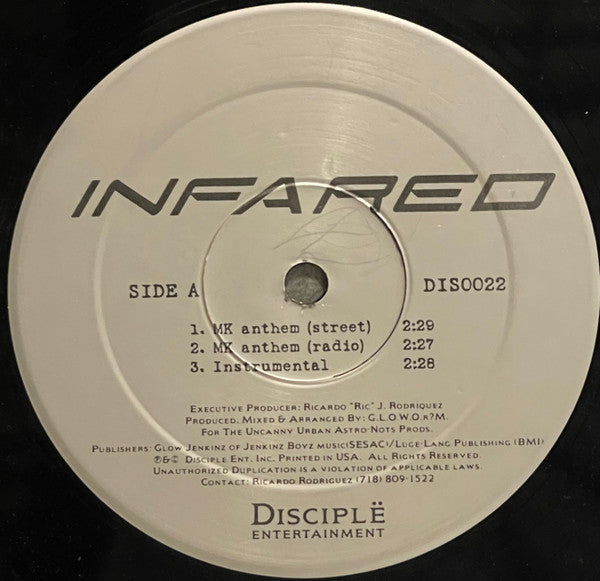 INFARED
SIDE A
DIS0022
1. MK anthem (street) 2:29
2. MK anthem (radio) 2:27
3. Instrumental 2:28
EXECUTIVE PRODUCER: RICARDO "RIC" J. RODRIQUEZ
PRODUCED. MIXED & ARRANGED BY: G.L.O.W.O.R?M.
FOR THE UNCANNY URBAN ASTRO-NOTS PRODS.
PUBLISHERS: GLOW JENKINZ OF JENKINZ BOYZ MUSIC(SESAC)/LUGE-LANG PUBLISHING (BMI)
℗&© DISCIPLE ENT. INC. PRINTED IN USA. ALL RIGHTS RESERVED.
UNAUTHORIZED DUPLICATION IS A VIOLATION OF APPLICABLE LAWS.
CONTACT: RICARDO RODRIGUEZ (718) 809-1522
DISCIPLË
ENTERTAINMENT